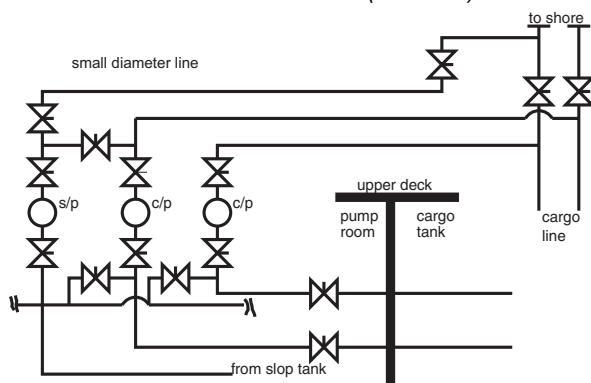 to shore
small diameter line
s/p
c/p
c/p
upper deck
pump
room
cargo
tank
cargo
line
from slop tank